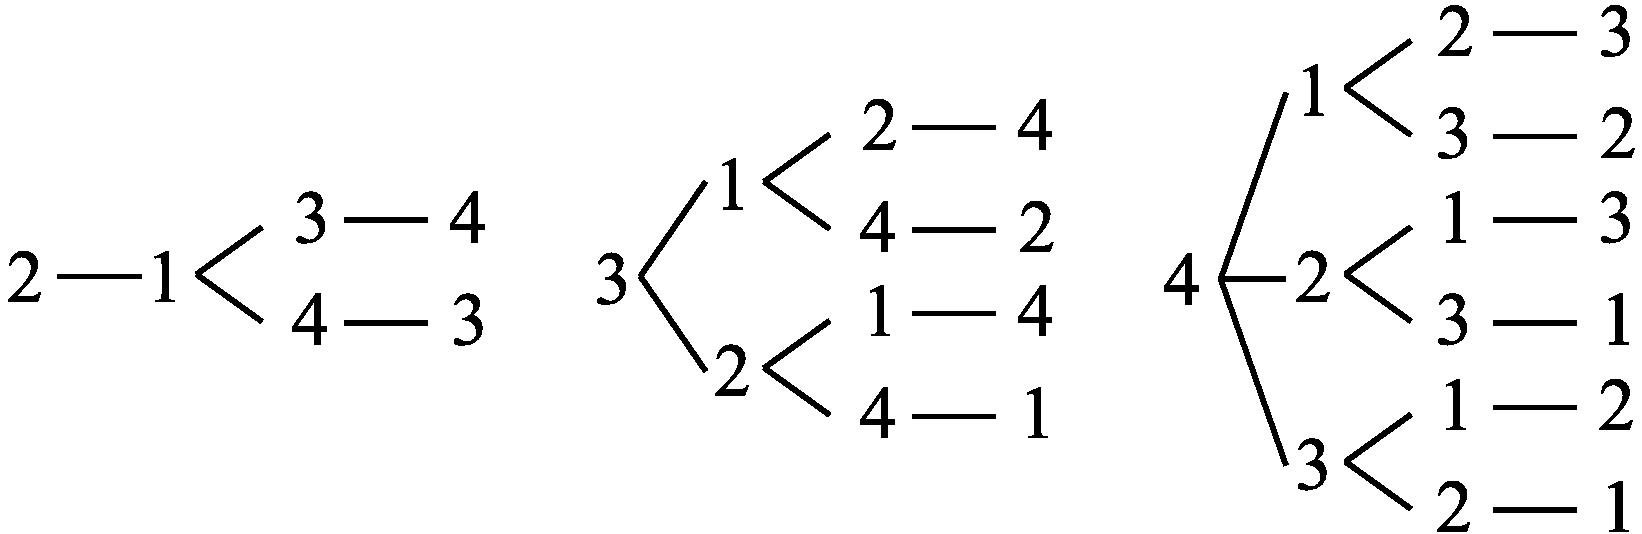 2 — 1 3 — 4
4 — 3
3 1 2 — 4
4 — 2
2 1 — 4
4 — 1
4 1 2 — 3
3 — 2
2 1 — 3
3 — 1
3 1 — 2
2 — 1